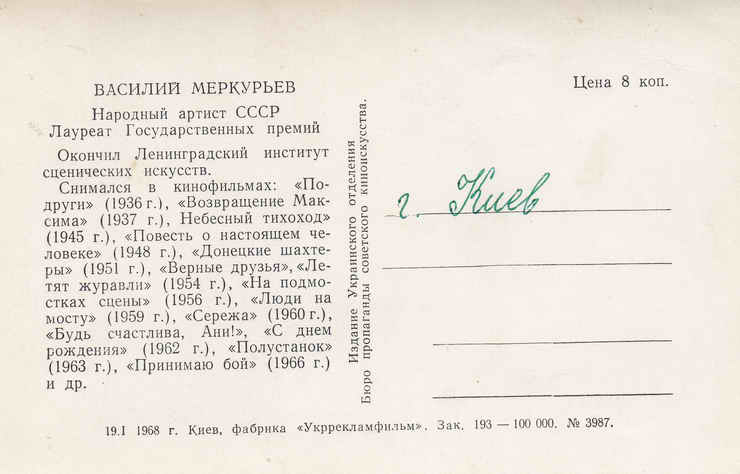 ВАСИЛИЙ МЕРКУРЬЕВ
Народный артист СССР
Лауреат Государственных премий
Окончил Ленинградский институт
сценических искусств.
Снимался в кинофильмах: «По-
други» (1936 г.), «Возвращение Мак-
сима» (1937 г., Небесный тихоход»
(1945 г.), «Повесть о настоящем че-
ловеке» (1948 г.), «Донецкие шахте-
ры» (1951 г.), «Верные друзья», «Ле-
тят журавли» (1954 г.), «На подмо-
стках сцены» (1956 г.), «Люди на
мосту» (1959 г.), «Сережа» (1960 г.),
«Будь счастлива, Ани!», «С днем
рождения» (1962 г.), «Полустанок»
(1963 г.), «Принимаю бой» (1966 г.)
и др.
Издание Украинского отделения
Бюро пропаганды советского киноискусства.
Цена 8 коп.
г. Киев
19.I 1968 г. Киев, фабрика «Укррекламфильм». Зак. 193 — 100 000. № 3987.